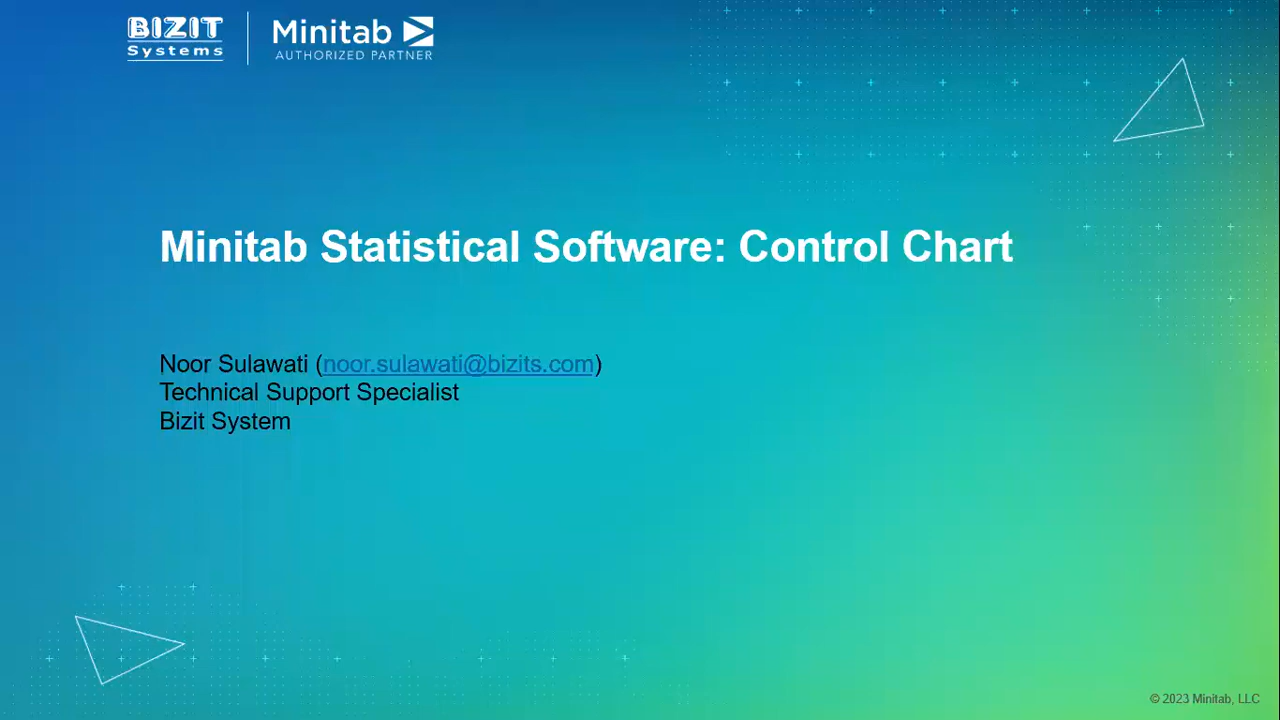 BIZIT
Systems
Minitab
AUTHORIZED PARTNER
Minitab Statistical Software: Control Chart
Noor Sulawati (noor.sulawati@bizits.com)
Technical Support Specialist
Bizit System
© 2023 Minitab, LLC